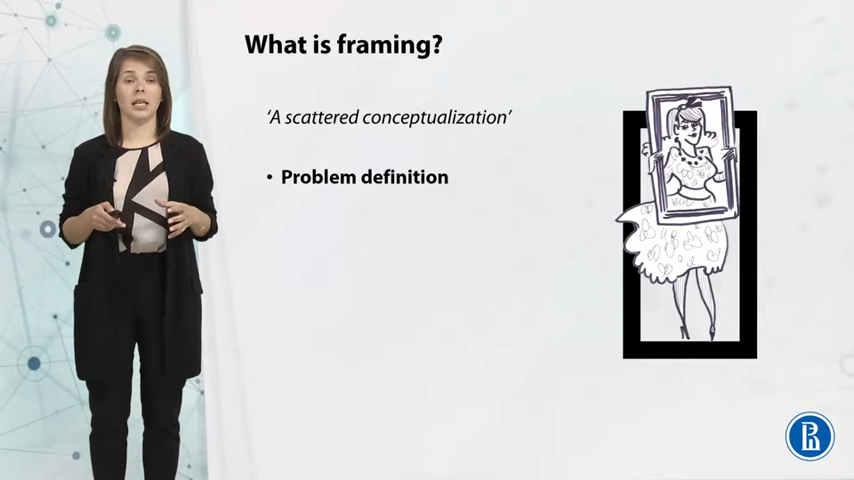 What is framing?
‘A scattered conceptualization’
• Problem definition